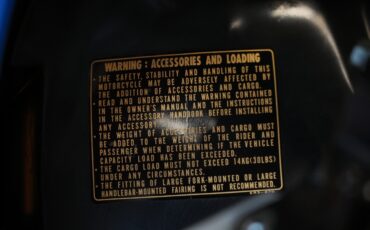 WARNING : ACCESSORIES AND LOADING
• THE SAFETY, STABILITY AND HANDLING OF THIS
MOTORCYCLE MAY BE ADVERSELY AFFECTED BY
THE ADDITION OF ACCESSORIES AND CARGO.
• READ AND UNDERSTAND THE WARNING CONTAINED
IN THE OWNER'S MANUAL AND THE INSTRUCTIONS
IN THE ACCESSORY HANDBOOK BEFORE INSTALLING
ANY ACCESSORY.
• THE WEIGHT OF ACCESSORIES AND CARGO MUST
BE ADDED TO THE WEIGHT OF THE RIDER AND
PASSENGER WHEN DETERMINING IF THE VEHICLE
CAPACITY LOAD HAS BEEN EXCEEDED.
• THE CARGO LOAD MUST NOT EXCEED 14KG(30LBS)
UNDER ANY CIRCUMSTANCES.
• THE FITTING OF LARGE FORK-MOUNTED OR LARGE
HANDLEBAR-MOUNTED FAIRING IS NOT RECOMMENDED.